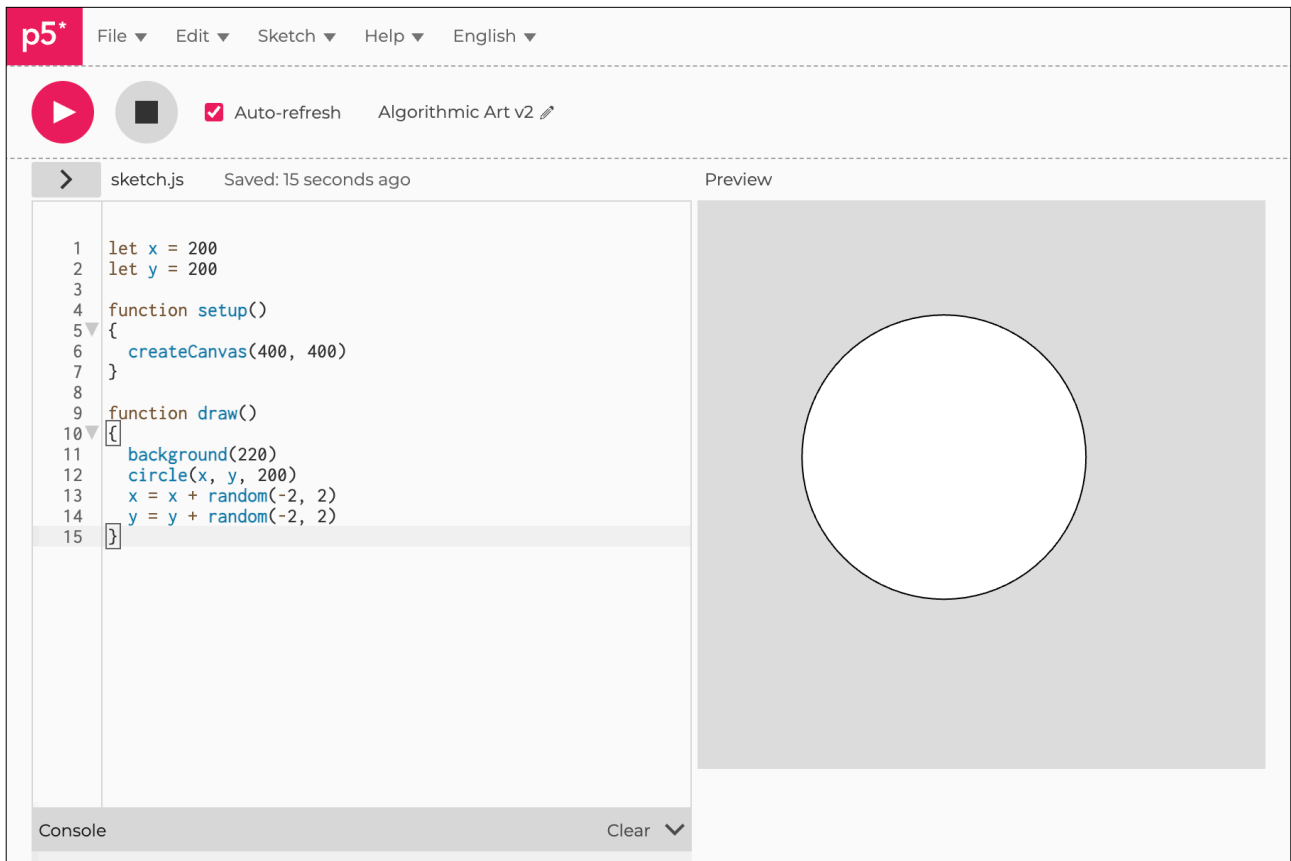 p5* File Edit Sketch Help English
Auto-refresh Algorithmic Art v2
sketch.js Saved: 15 seconds ago Preview
1 let x = 200
2 let y = 200
3
4 function setup()
5 {
6   createCanvas(400, 400)
7 }
8
9 function draw()
10 {
11   background(220)
12   circle(x, y, 200)
13   x = x + random(-2, 2)
14   y = y + random(-2, 2)
15 }
Console Clear